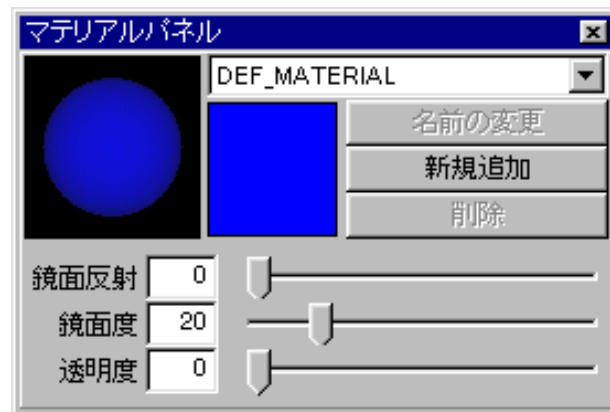 マテリアルパネル
DEF_MATERIAL
名前の変更
新規追加
削除
鏡面反射 0
鏡面度 20
透明度 0